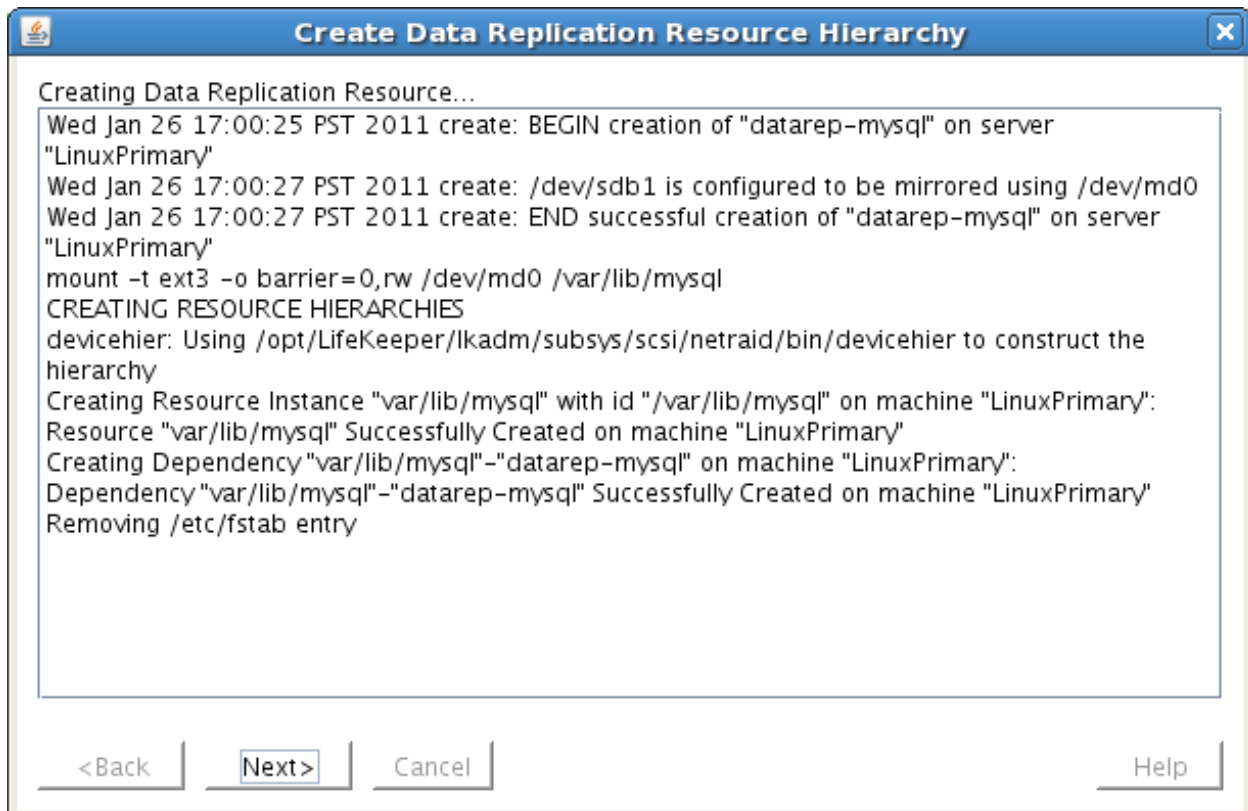 Create Data Replication Resource Hierarchy
Creating Data Replication Resource...
Wed Jan 26 17:00:25 PST 2011 create: BEGIN creation of "datarep-mysql" on server
"LinuxPrimary"
Wed Jan 26 17:00:27 PST 2011 create: /dev/sdb1 is configured to be mirrored using /dev/md0
Wed Jan 26 17:00:27 PST 2011 create: END successful creation of "datarep-mysql" on server
"LinuxPrimary"
mount -t ext3 -o barrier=0,rw /dev/md0 /var/lib/mysql
CREATING RESOURCE HIERARCHIES
devicehier: Using /opt/LifeKeeper/lkadm/subsys/scsi/netraid/bin/devicehier to construct the
hierarchy
Creating Resource Instance "var/lib/mysql" with id "/var/lib/mysql" on machine "LinuxPrimary":
Resource "var/lib/mysql" Successfully Created on machine "LinuxPrimary"
Creating Dependency "var/lib/mysql"-"datarep-mysql" on machine "LinuxPrimary":
Dependency "var/lib/mysql"-"datarep-mysql" Successfully Created on machine "LinuxPrimary"
Removing /etc/fstab entry
<Back Next> Cancel Help